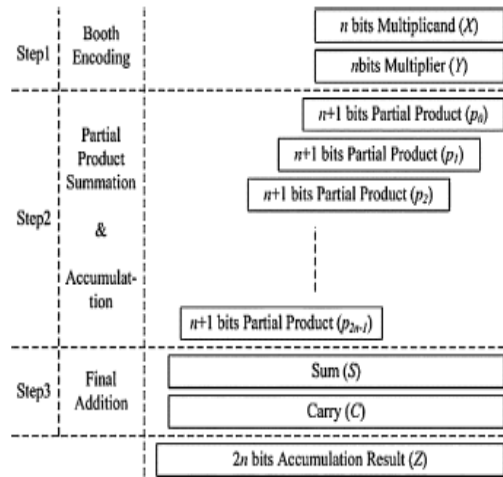 Step1
Booth
Encoding
n bits Multiplicand (X)
nbits Multiplier (Y)
Step2
Partial
Product
Summation
&
Accumulat-
tion
n+1 bits Partial Product (p0)
n+1 bits Partial Product (p1)
n+1 bits Partial Product (p2)
n+1 bits Partial Product (p2n-1)
Step3
Final
Addition
Sum (S)
Carry (C)
2n bits Accumulation Result (Z)